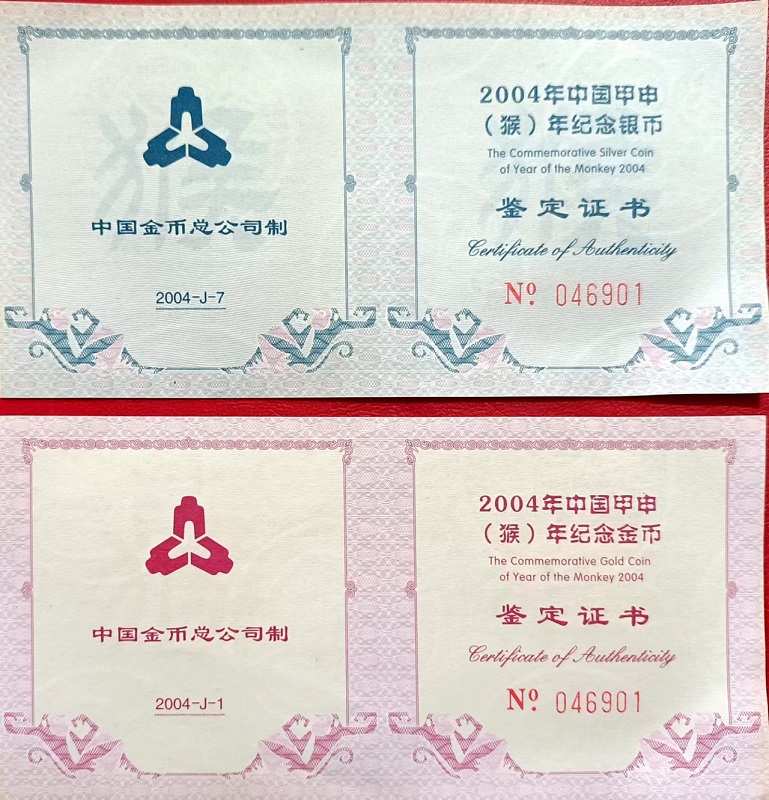 猴
中国金币总公司制
2004-J-7
2004年中国甲申
（猴）年纪念银币
The Commemorative Silver Coin
of Year of the Monkey 2004
鉴定证书
Certificate of Authenticity
Nº 046901
中国金币总公司制
2004-J-1
2004年中国甲申
（猴）年纪念金币
The Commemorative Gold Coin
of Year of the Monkey 2004
鉴定证书
Certificate of Authenticity
Nº 046901